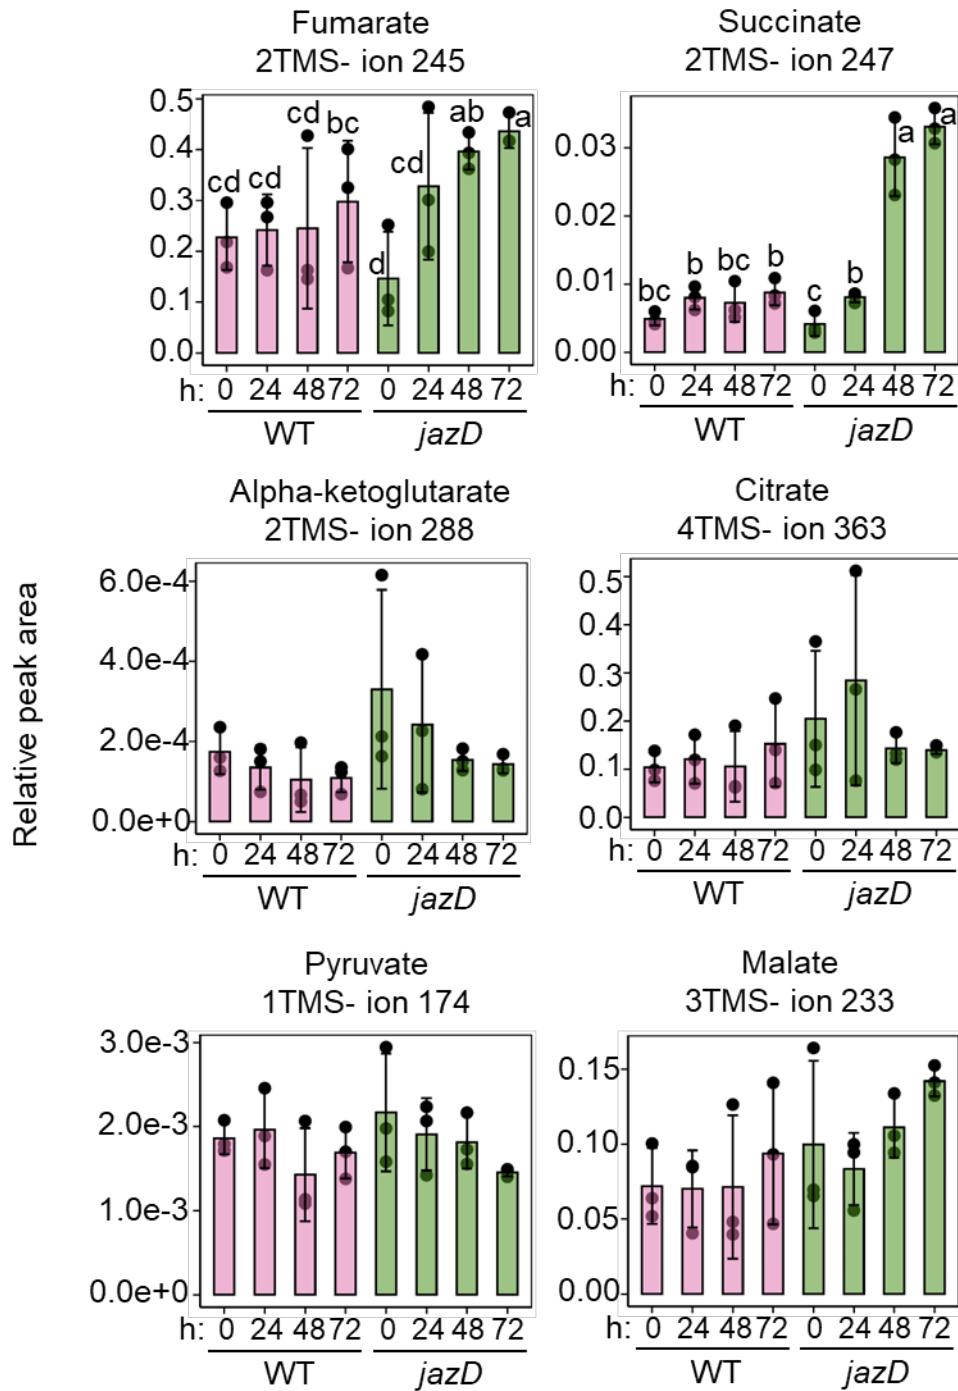 Fumarate
2TMS- ion 245
0.5
0.4
0.3
0.2
0.1
0.0
cd
cd
cd
bc
d
cd
ab
a
h: 0 24 48 72 0 24 48 72
WT jazD
Succinate
2TMS- ion 247
0.03
0.02
0.01
0.00
bc
b
bc
b
c
b
a
a
0 24 48 72 0 24 48 72
WT jazD
Relative peak area
Alpha-ketoglutarate
2TMS- ion 288
6.0e-4
4.0e-4
2.0e-4
0.0e+0
h: 0 24 48 72 0 24 48 72
WT jazD
Citrate
4TMS- ion 363
0.5
0.4
0.3
0.2
0.1
0.0
h: 0 24 48 72 0 24 48 72
WT jazD
Pyruvate
1TMS- ion 174
3.0e-3
2.0e-3
1.0e-3
0.0e+0
h: 0 24 48 72 0 24 48 72
WT jazD
Malate
3TMS- ion 233
0.15
0.10
0.05
0.00
h: 0 24 48 72 0 24 48 72
WT jazD